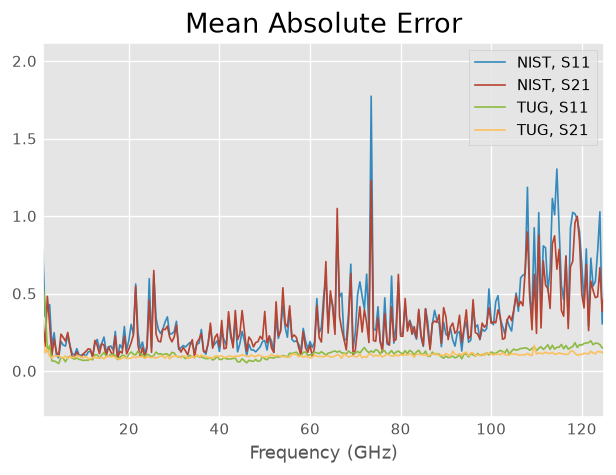 Mean Absolute Error
NIST, S11
NIST, S21
TUG, S11
TUG, S21
2.0
1.5
1.0
0.5
0.0
20 40 60 80 100 120
Frequency (GHz)